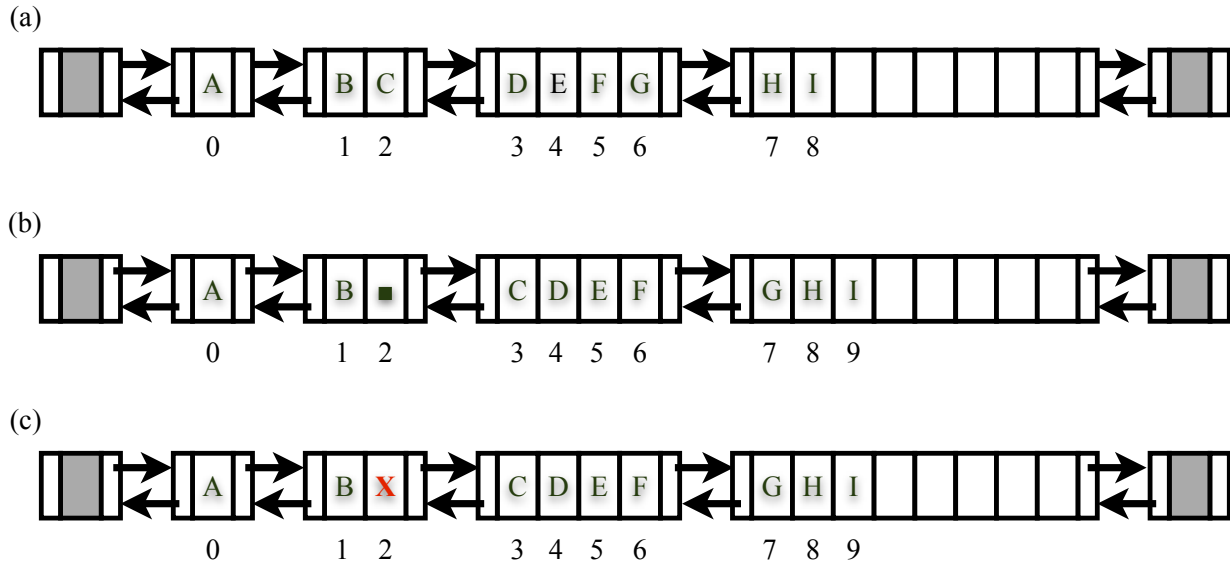 (a)
A B C D E F G H I
0 1 2 3 4 5 6 7 8
(b)
A B ■ C D E F G H I
0 1 2 3 4 5 6 7 8 9
(c)
A B X C D E F G H I
0 1 2 3 4 5 6 7 8 9